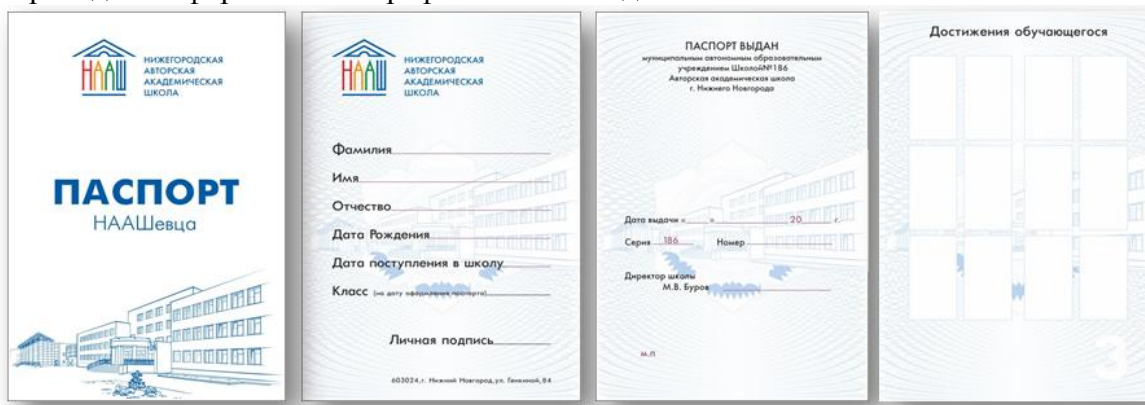 НААШ
НИЖЕГОРОДСКАЯ
АВТОРСКАЯ
АКАДЕМИЧЕСКАЯ
ШКОЛА
ПАСПОРТ
НААШевца
НААШ
НИЖЕГОРОДСКАЯ
АВТОРСКАЯ
АКАДЕМИЧЕСКАЯ
ШКОЛА
Фамилия
Имя
Отчество
Дата Рождения
Дата поступления в школу
Класс (на дату оформления паспорта)
Личная подпись
603024, г. Нижний Новгород, ул.
ПАСПОРТ ВЫДАН
муниципальным автономным образовательным
учреждением Школой№186
Авторская академическая школа
г. Нижнего Новгорода
Дата выдачи « » 20 г.
Серия 186 Номер
Директор школы
М.В. Буров
м.п
Достижения обучающегося
3